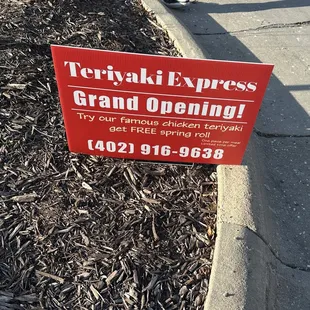 Teriyaki Express
Grand Opening!
Try our famous chicken teriyaki
get FREE spring roll
(402) 916-9638